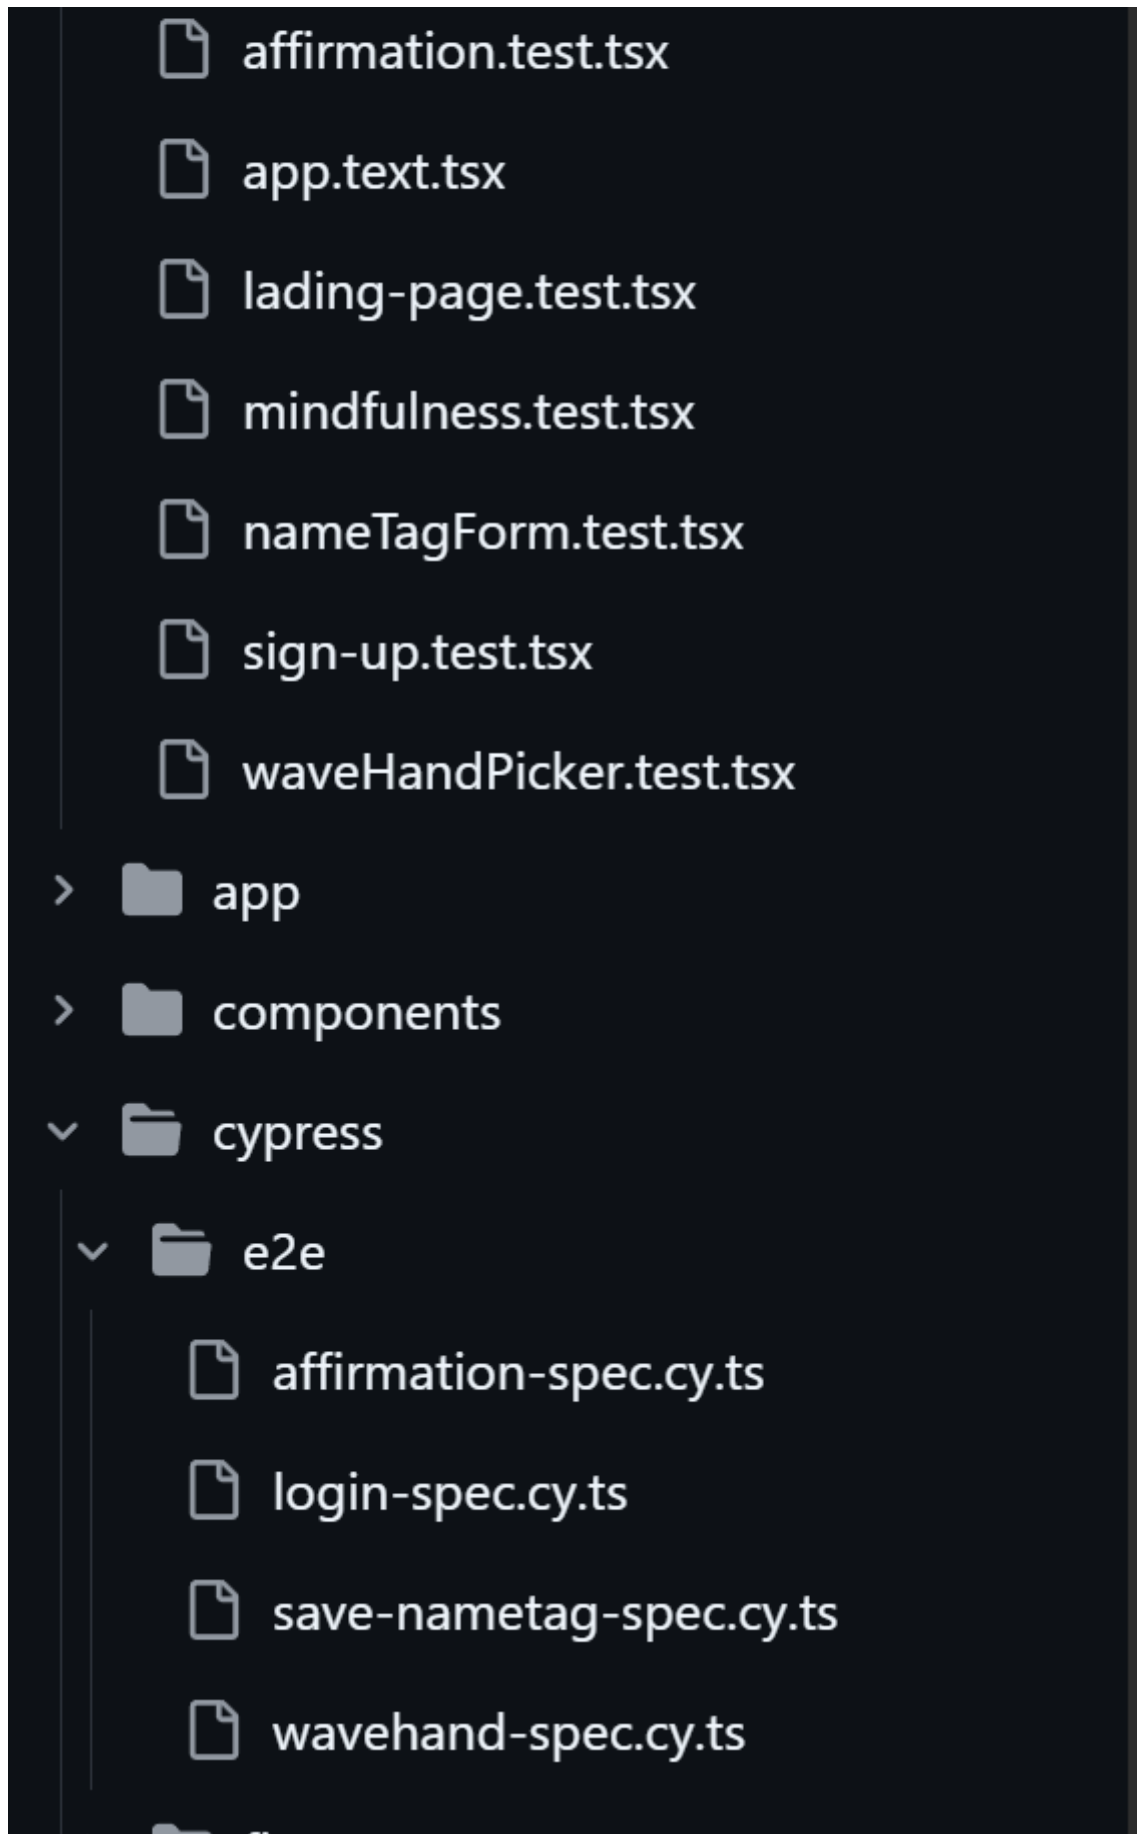 affirmation.test.tsx
app.text.tsx
lading-page.test.tsx
mindfulness.test.tsx
nameTagForm.test.tsx
sign-up.test.tsx
waveHandPicker.test.tsx
app
components
cypress
e2e
affirmation-spec.cy.ts
login-spec.cy.ts
save-nametag-spec.cy.ts
wavehand-spec.cy.ts